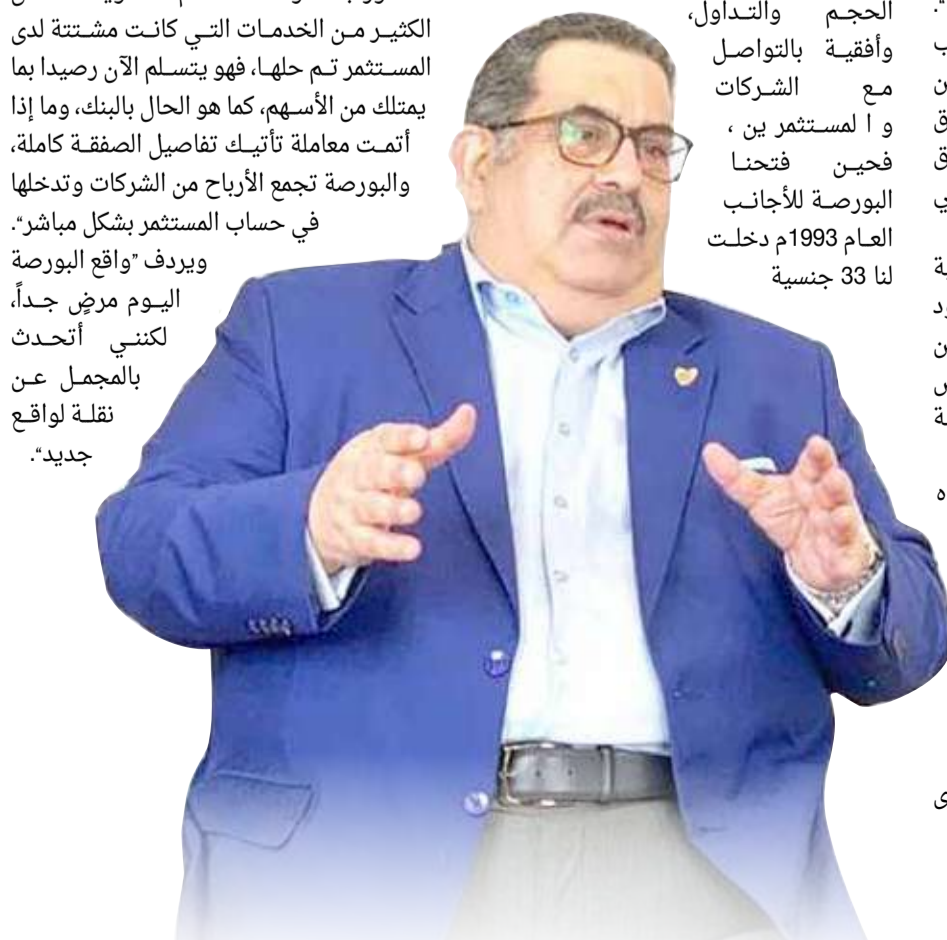 الحجم والتداول،
وأفقية بالتواصل
مع الشركات
و ا لمستثمر ين ،
فحين فتحنا
البورصة للأجانب
العام 1993م دخلت
لنا 33 جنسية
الكثير من الخدمات التي كانت مشتتة لدى
المستثمر تم حلها، فهو يتسلم الآن رصيدا بما
يمتلك من الأسهم، كما هو الحال بالبنك، وما إذا
أتمت معاملة تأتيك تفاصيل الصفقة كاملة،
والبورصة تجمع الأرباح من الشركات وتدخلها
في حساب المستثمر بشكل مباشر“.
ويردف ”واقع البورصة
اليوم مرضٍ جداً،
لكنني أتحدث
بالمجمل عن
نقلة لواقع
جديد“.